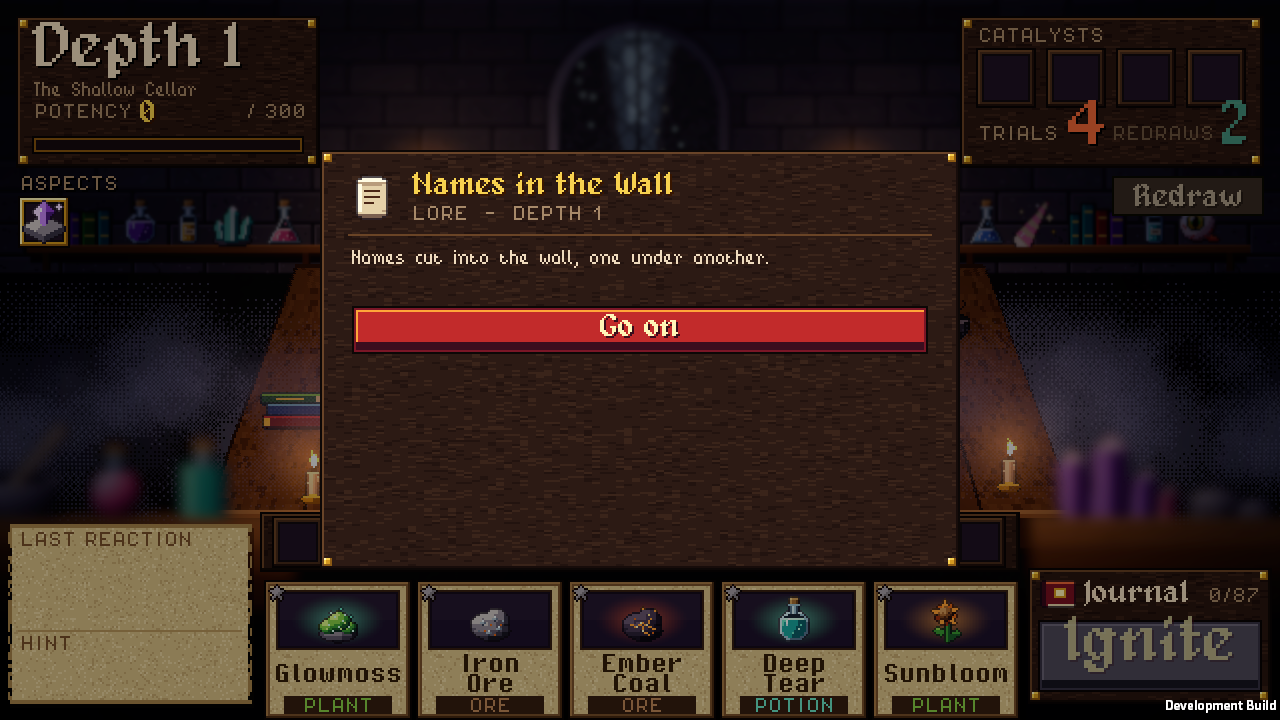 Depth 1
The Shallow Cellar
POTENCY 0 / 300
ASPECTS
CATALYSTS
TRIALS 4 REDRAWS 2
Redraw
Names in the Wall
LORE - DEPTH 1
Names cut into the wall, one under another.
Go on
LAST REACTION
HINT
Glowmoss
PLANT
Iron
Ore
ORE
Ember
Coal
ORE
Deep
Tear
POTION
Sunbloom
PLANT
Journal 0/87
Ignite
Development Build